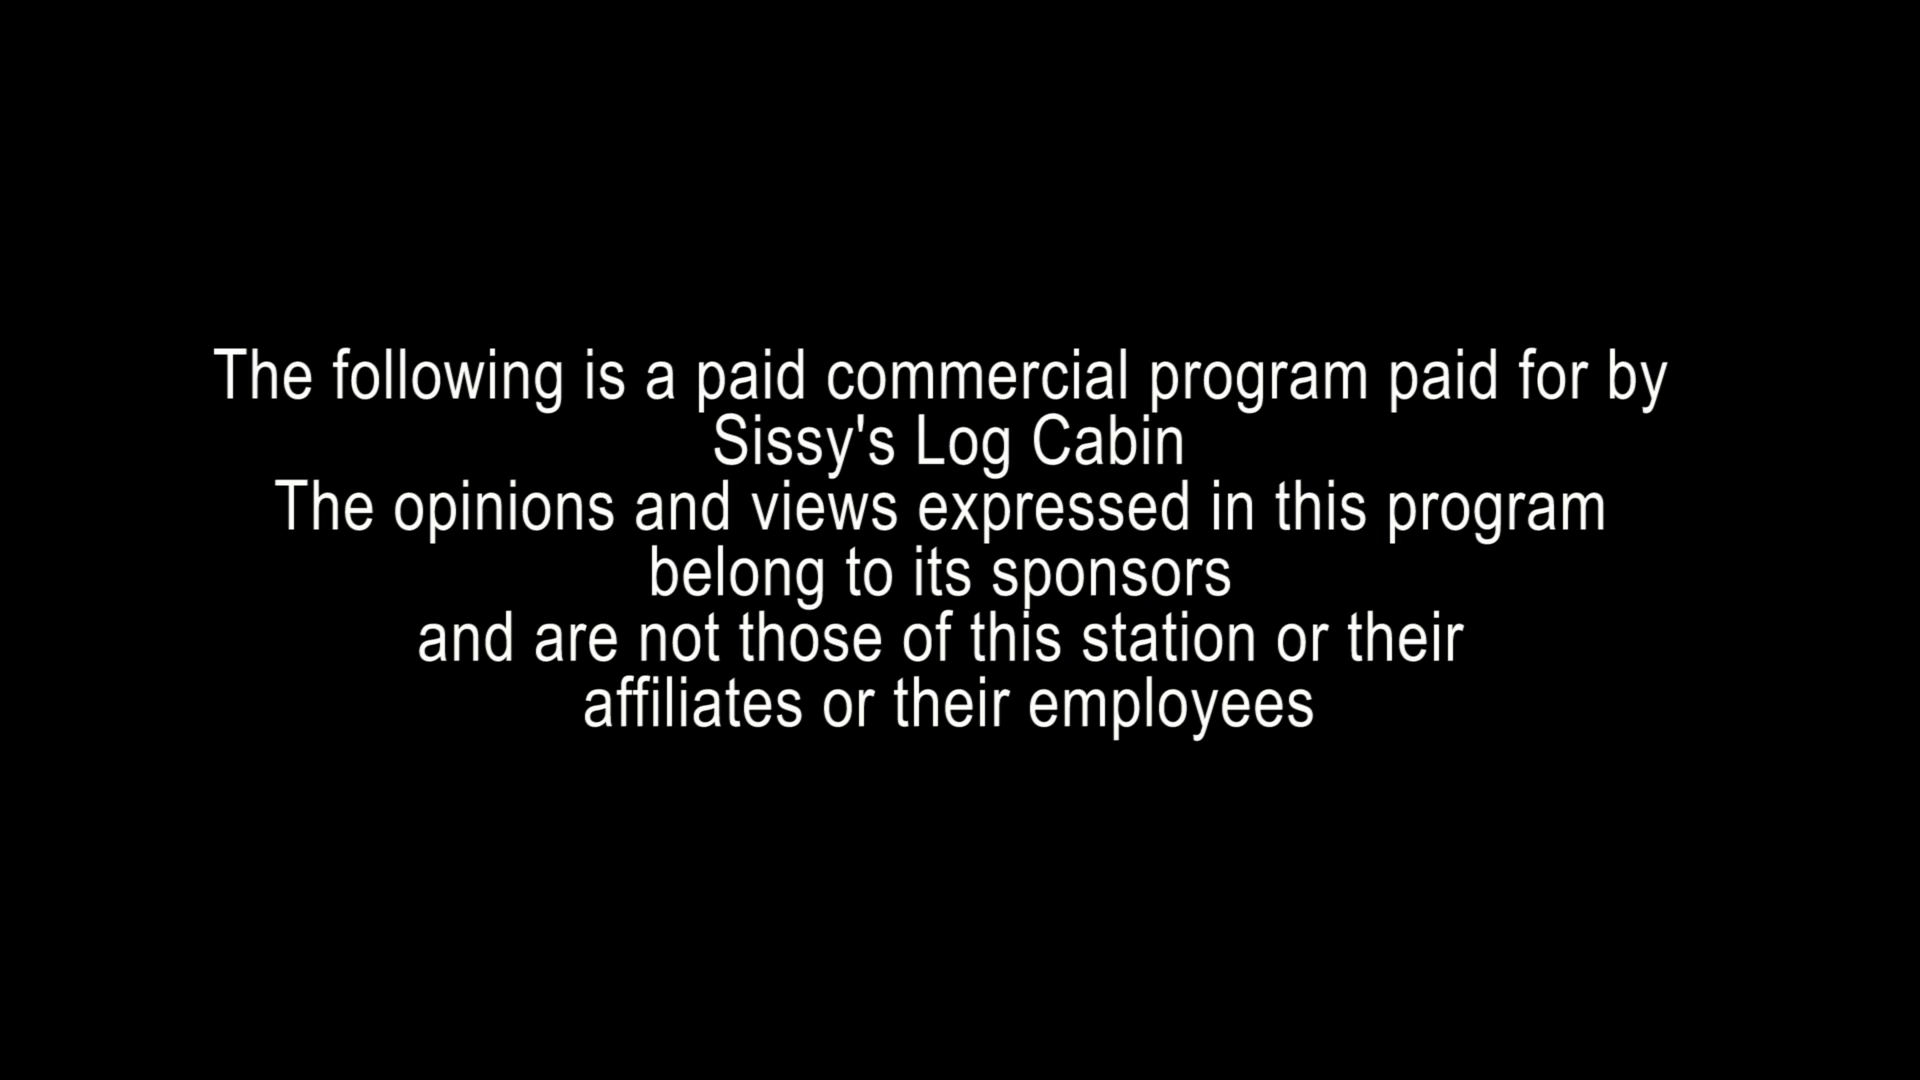 The following is a paid commercial program paid for by
Sissy's Log Cabin
The opinions and views expressed in this program
belong to its sponsors
and are not those of this station or their
affiliates or their employees